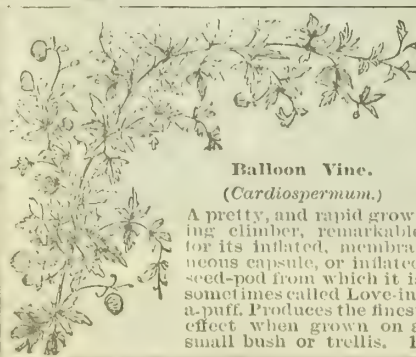 Balloon Vine.
(Cardiospermum.)
A pretty, and rapid grow
ing climber, remarkable
for its inflated, membra
neous capsule, or inflated
seed-pod from which it i
sometimes called Love-in
a-puff. Produces the fines
effect when grown on a
small bush or trellis.